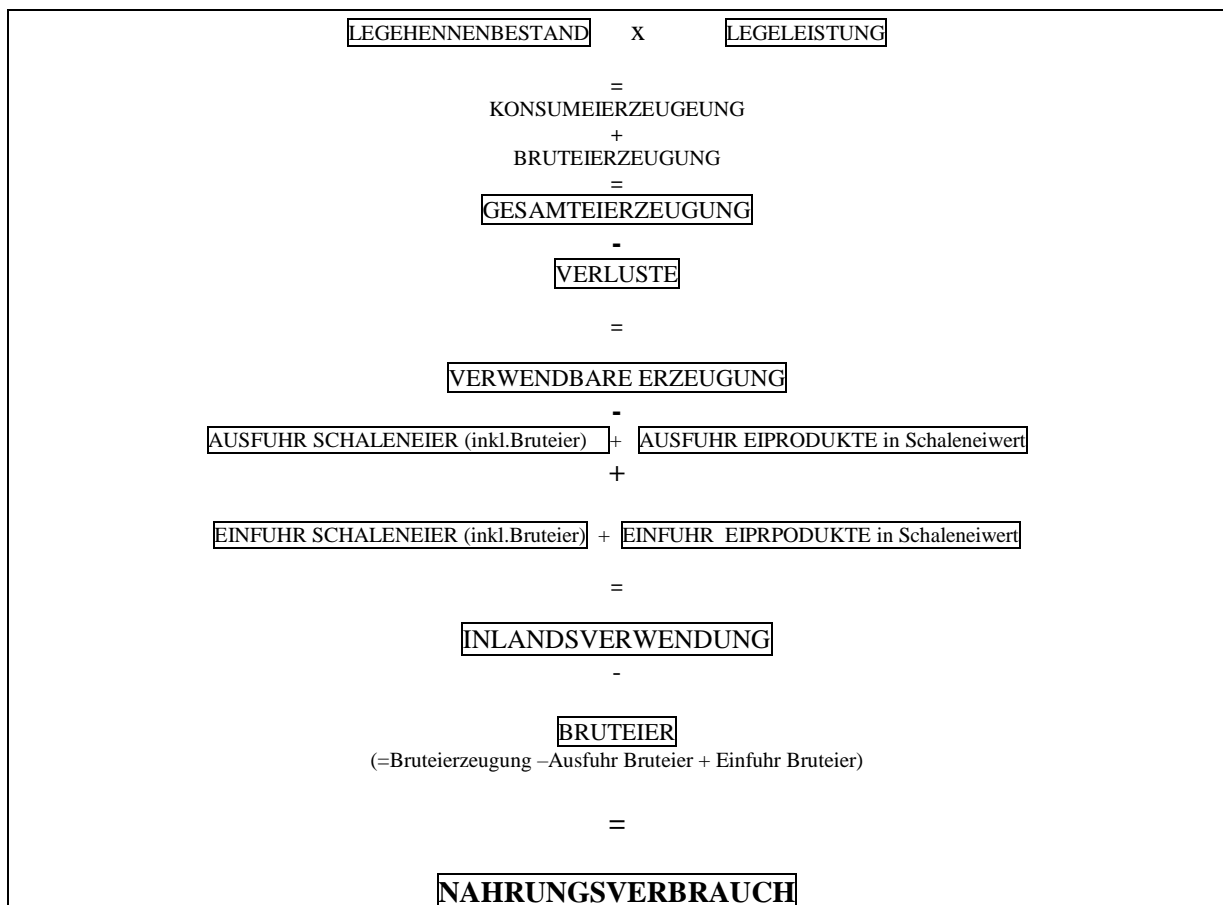 LEGEHENNENBESTAND x LEGELEISTUNG
=
KONSUMEIERZEUGEUNG
+
BRUTEIERZEUGUNG
=
GESAMTEIERZEUGUNG
-
VERLUSTE
=
VERWENDBARE ERZEUGUNG
-
AUSFUHR SCHALENEIER (inkl.Bruteier) + AUSFUHR EIPRODUKTE in Schaleneiwert
+
EINFUHR SCHALENEIER (inkl.Bruteier) + EINFUHR EIPRPODUKTE in Schaleneiwert
=
INLANDSVERWENDUNG
-
BRUTEIER
(=Bruteierzeugung –Ausfuhr Bruteier + Einfuhr Bruteier)
=
NAHRUNGSVERBRAUCH